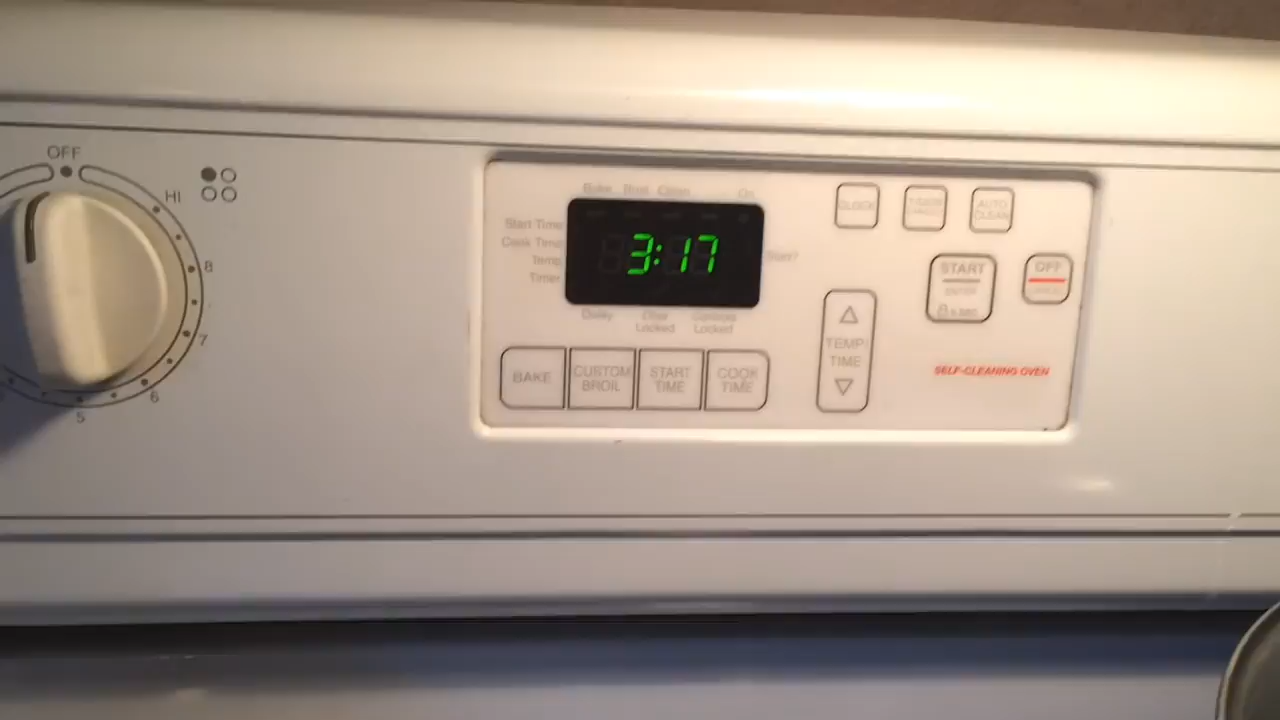 OFF
HI
8
7
6
5
Bake Broil Clean On
Start Time
Cook Time
Temp
Timer
3:17
Delay Door Locked Controls Locked
BAKE
CUSTOM BROIL
START TIME
COOK TIME
TEMP/
TIME
CLOCK
AUTO CLEAN
START
ENTER
OFF
SELF-CLEANING OVEN